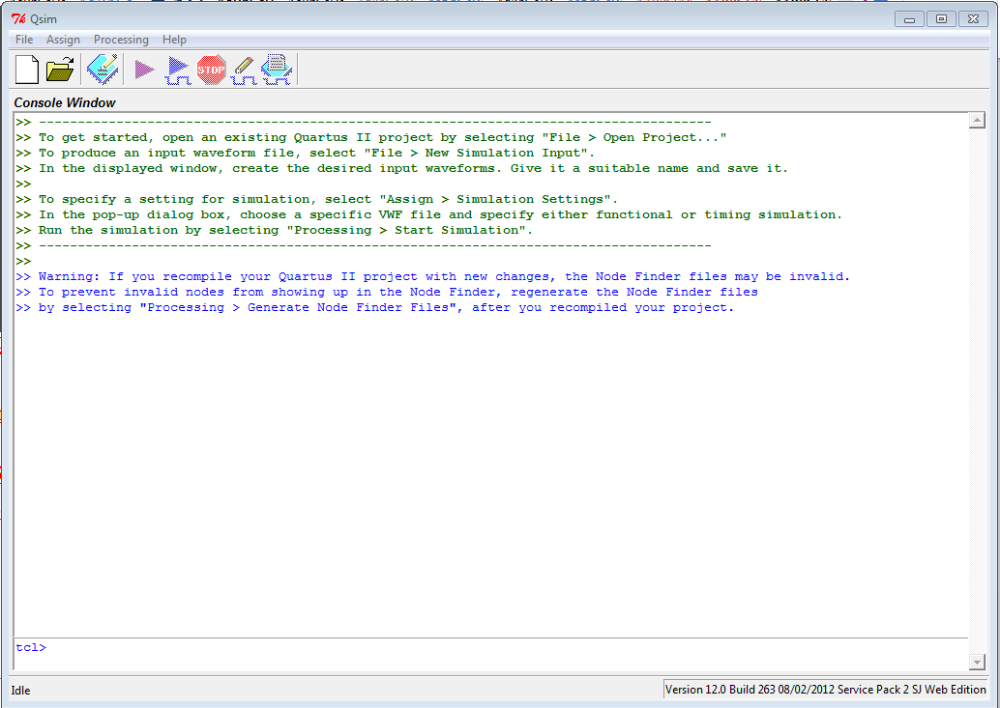 Qsim
File Assign Processing Help
STOP
Console Window
>> ---------------------------------------------------------------------------------------
>> To get started, open an existing Quartus II project by selecting "File > Open Project..."
>> To produce an input waveform file, select "File > New Simulation Input".
>> In the displayed window, create the desired input waveforms. Give it a suitable name and save it.
>>
>> To specify a setting for simulation, select "Assign > Simulation Settings".
>> In the pop-up dialog box, choose a specific VWF file and specify either functional or timing simulation.
>> Run the simulation by selecting "Processing > Start Simulation".
>> ---------------------------------------------------------------------------------------
>>
>> Warning: If you recompile your Quartus II project with new changes, the Node Finder files may be invalid.
>> To prevent invalid nodes from showing up in the Node Finder, regenerate the Node Finder files
>> by selecting "Processing > Generate Node Finder Files", after you recompiled your project.
tcl>
Idle
Version 12.0 Build 263 08/02/2012 Service Pack 2 SJ Web Edition